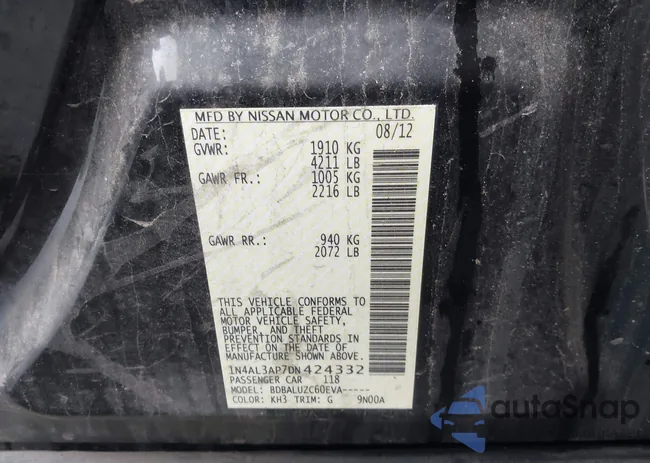 MFD BY NISSAN MOTOR CO., LTD.
DATE: 08/12
GVWR: 1910 KG
4211 LB
GAWR FR.: 1005 KG
2216 LB
GAWR RR.: 940 KG
2072 LB
THIS VEHICLE CONFORMS TO
ALL APPLICABLE FEDERAL
MOTOR VEHICLE SAFETY,
BUMPER, AND THEFT
PREVENTION STANDARDS IN
EFFECT ON THE DATE OF
MANUFACTURE SHOWN ABOVE.
1N4AL3AP7DN424332
PASSENGER CAR 118
MODEL: BDBALUZC60EVA-----
COLOR: KH3 TRIM: G 9N00A
autoSnap